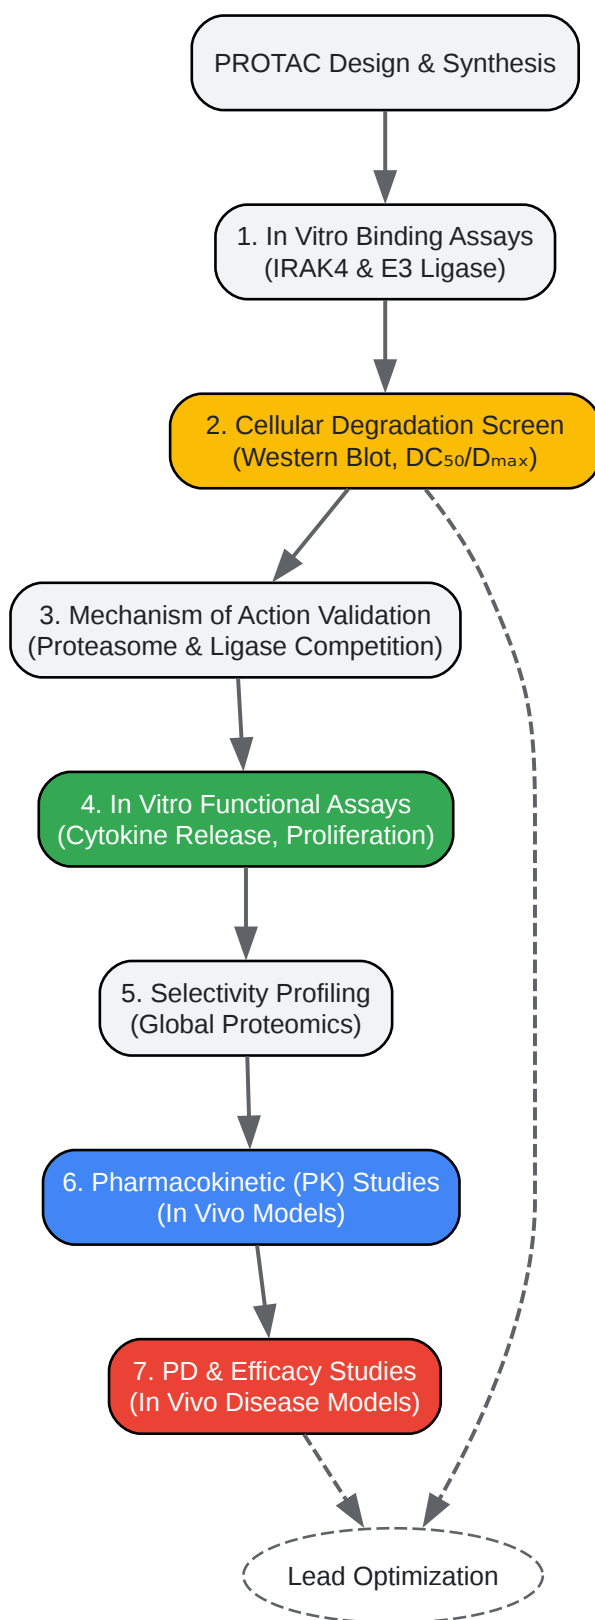 PROTAC Design & Synthesis
1. In Vitro Binding Assays
(IRAK4 & E3 Ligase)
2. Cellular Degradation Screen
(Western Blot, DC₅₀/Dₘₐₓ)
3. Mechanism of Action Validation
(Proteasome & Ligase Competition)
4. In Vitro Functional Assays
(Cytokine Release, Proliferation)
5. Selectivity Profiling
(Global Proteomics)
6. Pharmacokinetic (PK) Studies
(In Vivo Models)
7. PD & Efficacy Studies
(In Vivo Disease Models)
Lead Optimization